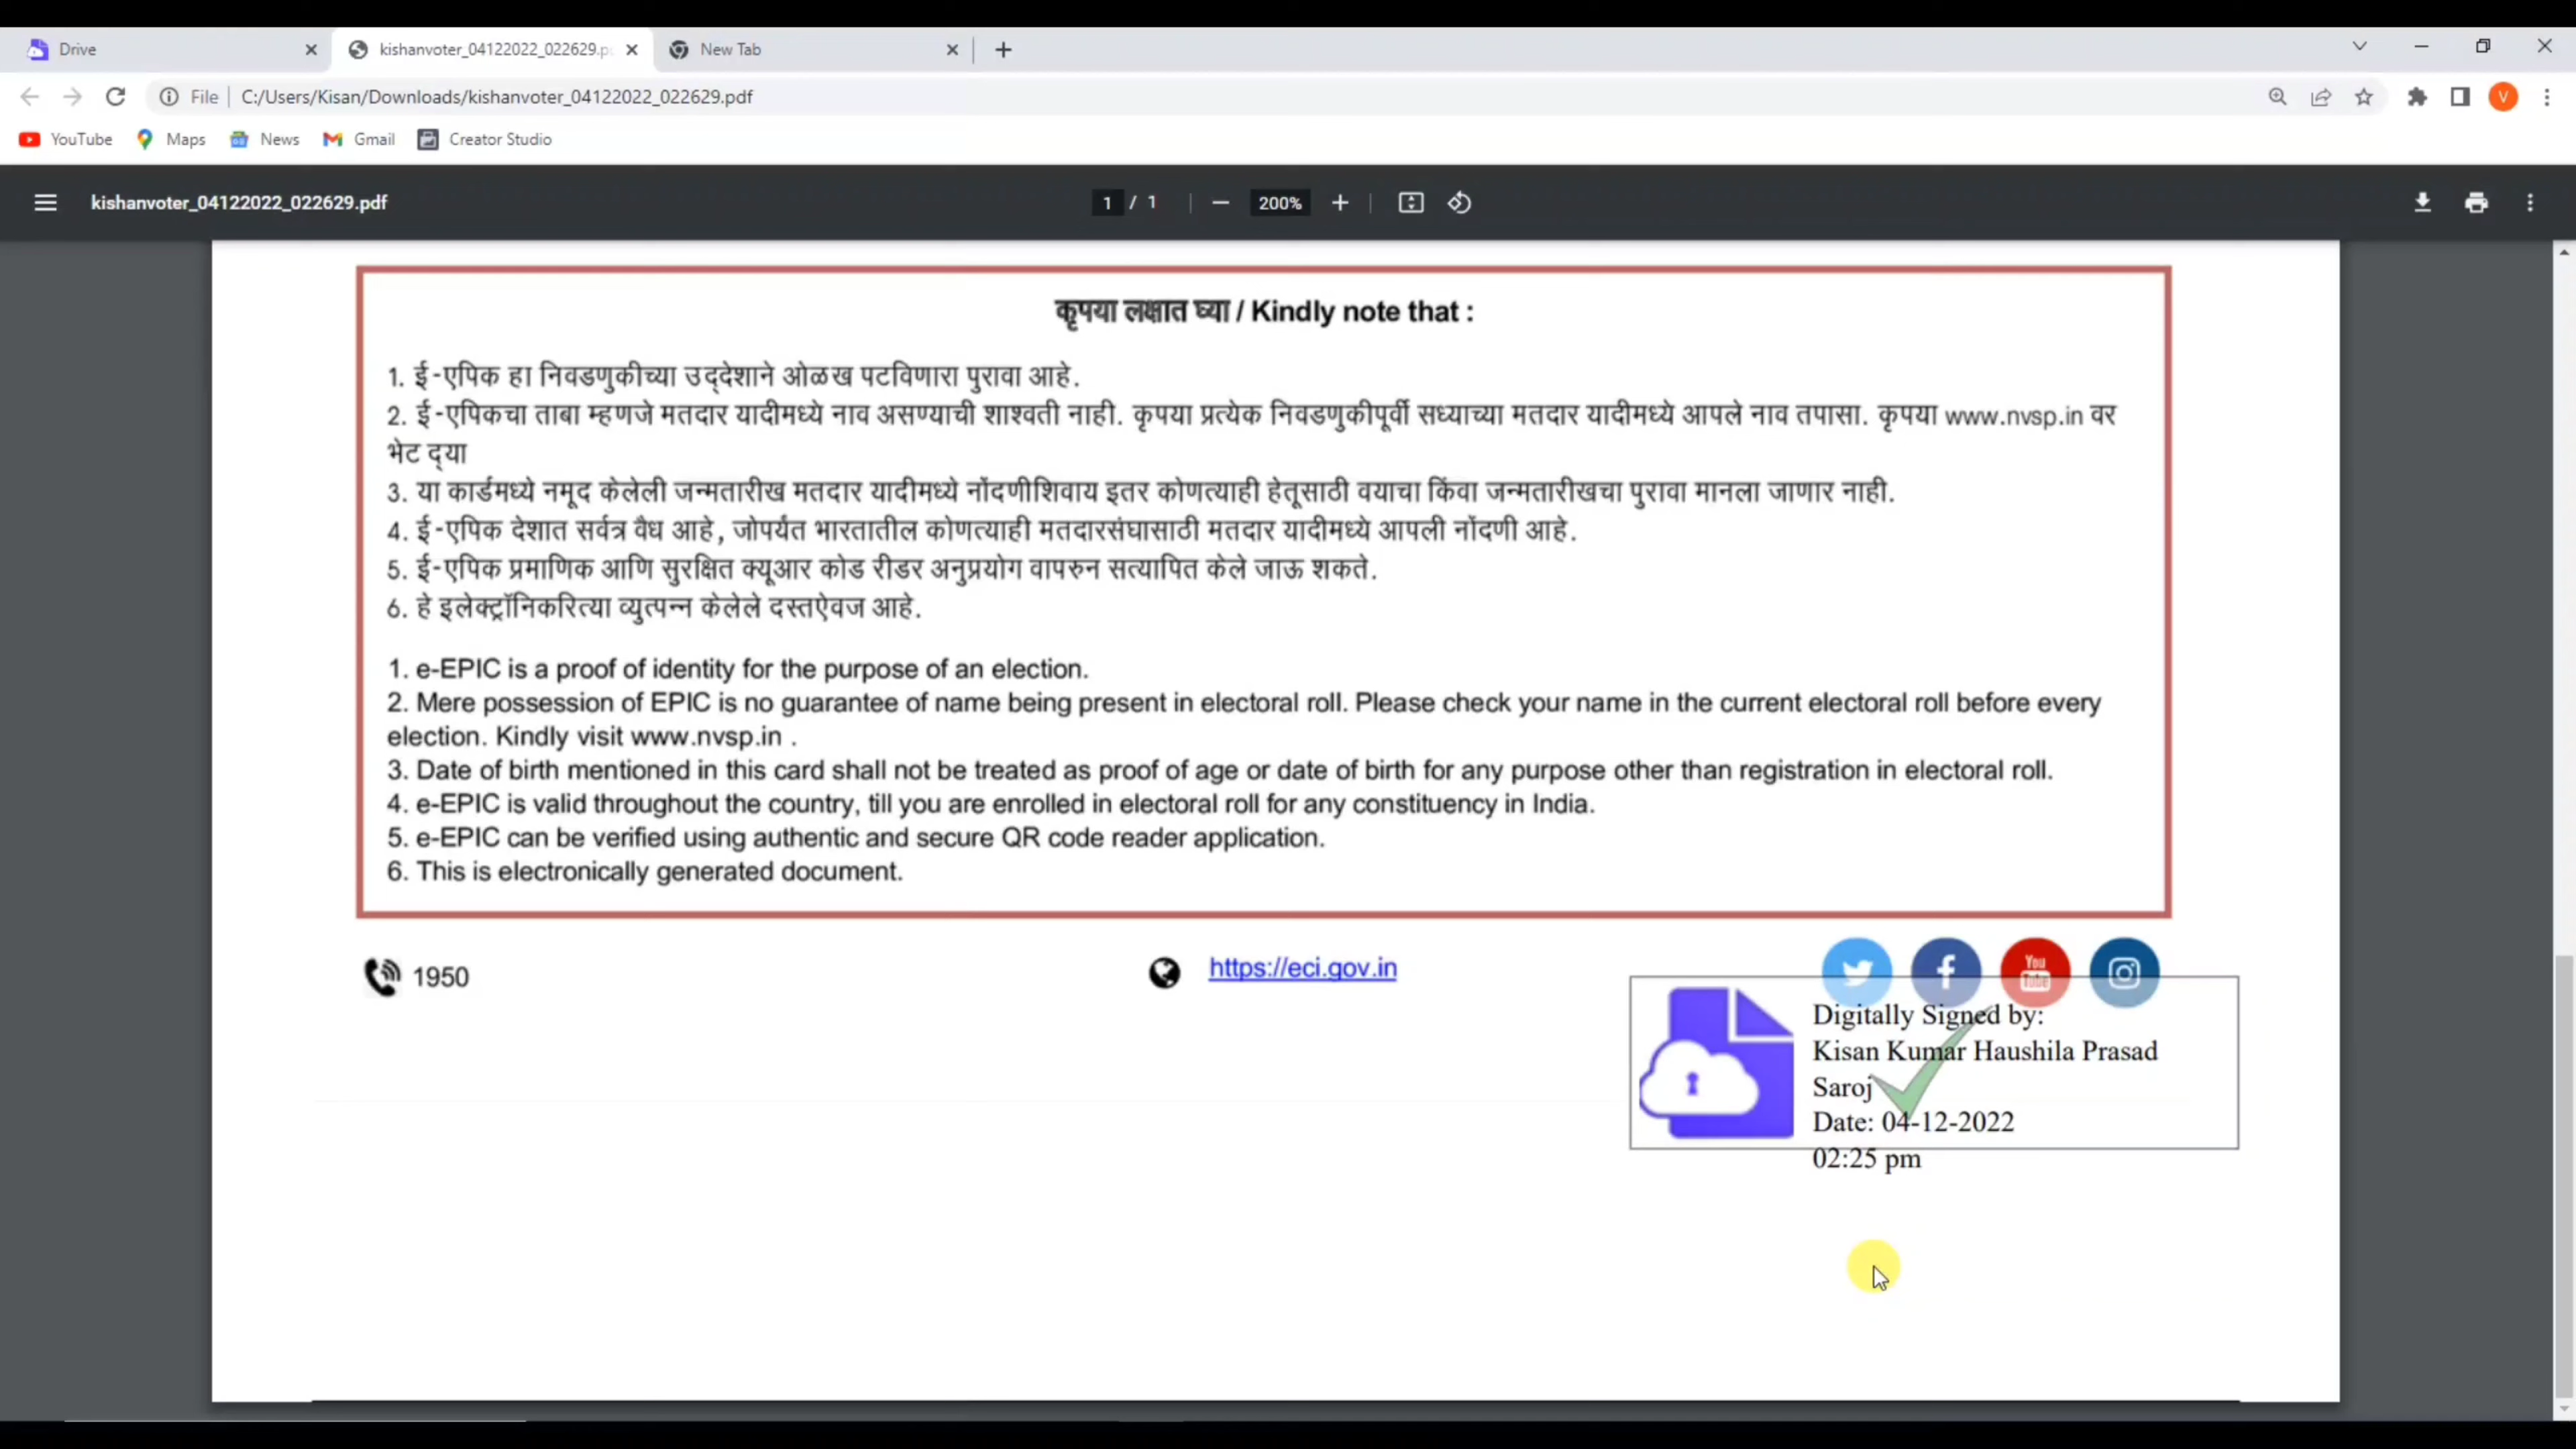 Drive
kishanvoter_04122022_022629.p
New Tab
File
C:/Users/Kisan/Downloads/kishanvoter_04122022_022629.pdf
V
YouTube
Maps
News
Gmail
Creator Studio
kishanvoter_04122022_022629.pdf
1 / 1
200%
कृपया लक्षात घ्या / Kindly note that :
1. ई-एपिक हा निवडणुकीच्या उद्देशाने ओळख पटविणारा पुरावा आहे.
2. ई-एपिकचा ताबा म्हणजे मतदार यादीमध्ये नाव असण्याची शाश्वती नाही. कृपया प्रत्येक निवडणुकीपूर्वी सध्याच्या मतदार यादीमध्ये आपले नाव तपासा. कृपया www.nvsp.in वर
भेट द्या
3. या कार्डमध्ये नमूद केलेली जन्मतारीख मतदार यादीमध्ये नोंदणीशिवाय इतर कोणत्याही हेतूसाठी वयाचा किंवा जन्मतारीखचा पुरावा मानला जाणार नाही.
4. ई-एपिक देशात सर्वत्र वैध आहे, जोपर्यंत भारतातील कोणत्याही मतदारसंघासाठी मतदार यादीमध्ये आपली नोंदणी आहे.
5. ई-एपिक प्रमाणिक आणि सुरक्षित क्यूआर कोड रीडर अनुप्रयोग वापरुन सत्यापित केले जाऊ शकते.
6. हे इलेक्ट्रॉनिकरित्या व्युत्पन्न केलेले दस्तऐवज आहे.
1. e-EPIC is a proof of identity for the purpose of an election.
2. Mere possession of EPIC is no guarantee of name being present in electoral roll. Please check your name in the current electoral roll before every
election. Kindly visit www.nvsp.in .
3. Date of birth mentioned in this card shall not be treated as proof of age or date of birth for any purpose other than registration in electoral roll.
4. e-EPIC is valid throughout the country, till you are enrolled in electoral roll for any constituency in India.
5. e-EPIC can be verified using authentic and secure QR code reader application.
6. This is electronically generated document.
1950
https://eci.gov.in
You
Tube
Digitally Signed by:
Kisan Kumar Haushila Prasad
Saroj
Date: 04-12-2022
02:25 pm